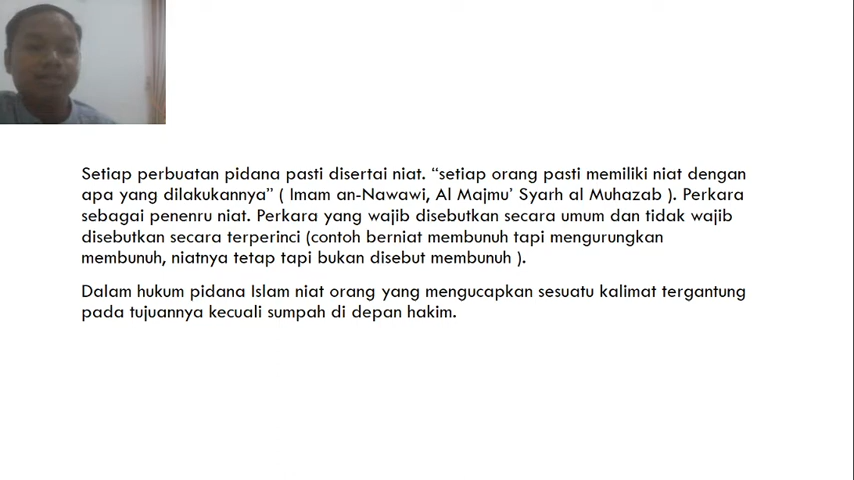 Setiap perbuatan pidana pasti disertai niat. “setiap orang pasti memiliki niat dengan
apa yang dilakukannya” ( Imam an-Nawawi, Al Majmu’ Syarh al Muhazab ). Perkara
sebagai penenru niat. Perkara yang wajib disebutkan secara umum dan tidak wajib
disebutkan secara terperinci (contoh berniat membunuh tapi mengurungkan
membunuh, niatnya tetap tapi bukan disebut membunuh ).
Dalam hukum pidana Islam niat orang yang mengucapkan sesuatu kalimat tergantung
pada tujuannya kecuali sumpah di depan hakim.